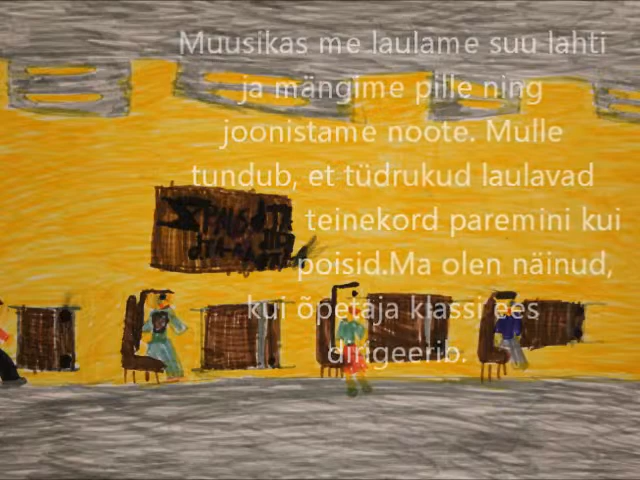 Muusikas me laulame suu lahti
ja mängime pille ning
joonistame noote. Mulle
tundub, et tüdrukud laulavad
teinekord paremini kui
poisid.Ma olen näinud,
kui õpetaja klassi ees
dirigeerib.